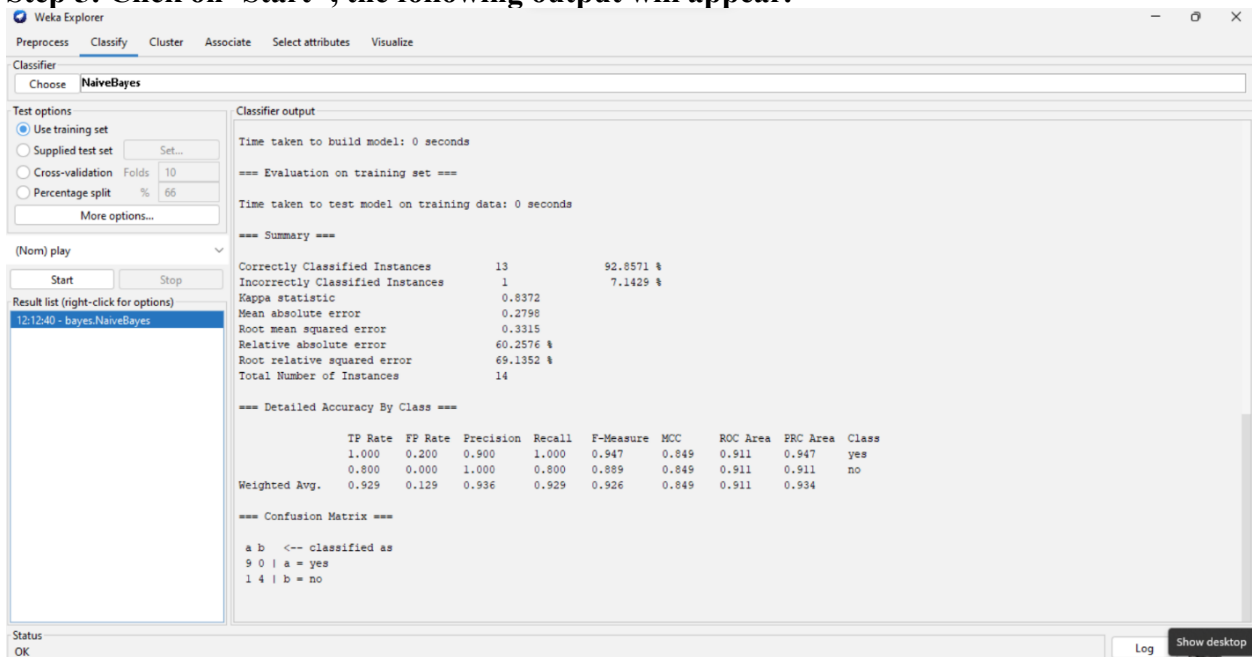 Step 5: Click on "Start", the following output will appear:
Weka Explorer
Preprocess Classify Cluster Associate Select attributes Visualize
Classifier
Choose NaiveBayes
Test options
Use training set
Supplied test set Set...
Cross-validation Folds 10
Percentage split % 66
More options...
(Nom) play
Start Stop
Result list (right-click for options)
12:12:40 - bayes.NaiveBayes
Classifier output
Time taken to build model: 0 seconds
=== Evaluation on training set ===
Time taken to test model on training data: 0 seconds
=== Summary ===
Correctly Classified Instances 13 92.8571 %
Incorrectly Classified Instances 1 7.1429 %
Kappa statistic 0.8372
Mean absolute error 0.2798
Root mean squared error 0.3315
Relative absolute error 60.2576 %
Root relative squared error 69.1352 %
Total Number of Instances 14
=== Detailed Accuracy By Class ===
TP Rate FP Rate Precision Recall F-Measure MCC ROC Area PRC Area Class
1.000 0.200 0.900 1.000 0.947 0.849 0.911 0.947 yes
0.800 0.000 1.000 0.800 0.889 0.849 0.911 0.911 no
Weighted Avg. 0.929 0.129 0.936 0.929 0.926 0.849 0.911 0.934
=== Confusion Matrix ===
a b <-- classified as
9 0 | a = yes
1 4 | b = no
Status
OK
Log
Show desktop